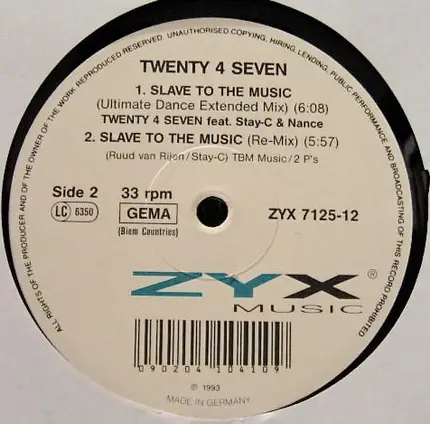 ALL RIGHTS OF THE PRODUCER AND OF THE OWNER OF THE WORK REPRODUCED RESERVED. UNAUTHORISED COPYING, HIRING, LENDING, PUBLIC PERFORMANCE AND BROADCASTING OF THIS RECORD PROHIBITED
TWENTY 4 SEVEN
1. SLAVE TO THE MUSIC
(Ultimate Dance Extended Mix) (6:08)
TWENTY 4 SEVEN feat. Stay-C & Nance
2. SLAVE TO THE MUSIC (Re-Mix) (5:57)
(Ruud van Rijen/Stay-C) TBM Music/2 P's
Side 2 33 rpm
LC 6350 GEMA ZYX 7125-12
(Biem Countries)
ZYX ®
MUSIC
090204 104109
℗ 1993
MADE IN GERMANY